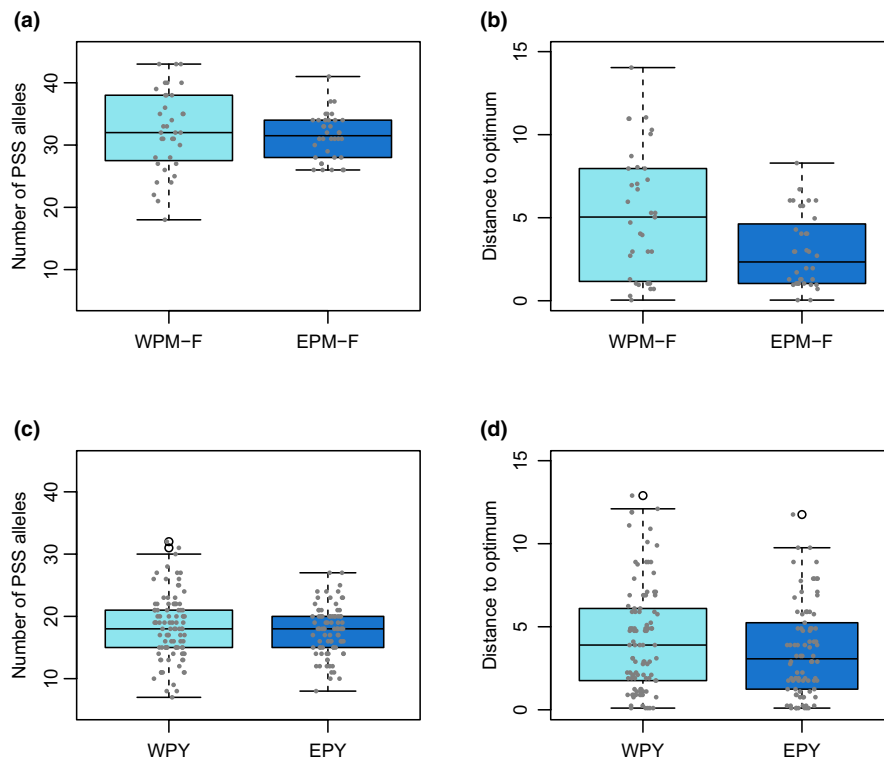 (a)
Number of PSS alleles
40
30
20
10
WPM−F
EPM−F
(b)
Distance to optimum
15
10
5
0
WPM−F
EPM−F
(c)
Number of PSS alleles
40
30
20
10
WPY
EPY
(d)
Distance to optimum
15
10
5
0
WPY
EPY